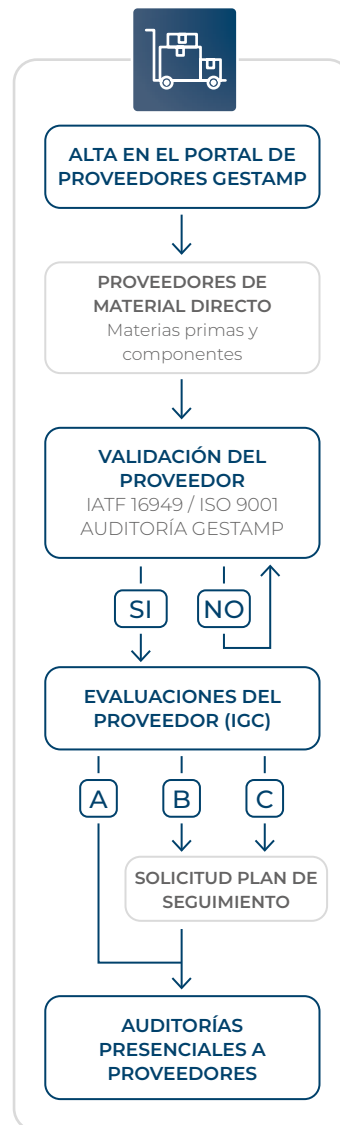 ALTA EN EL PORTAL DE
PROVEEDORES GESTAMP
PROVEEDORES DE
MATERIAL DIRECTO
Materias primas y
componentes
VALIDACIÓN DEL
PROVEEDOR
IATF 16949 / ISO 9001
AUDITORÍA GESTAMP
SI NO
EVALUACIONES DEL
PROVEEDOR (IGC)
A B C
SOLICITUD PLAN DE
SEGUIMIENTO
AUDITORÍAS
PRESENCIALES A
PROVEEDORES